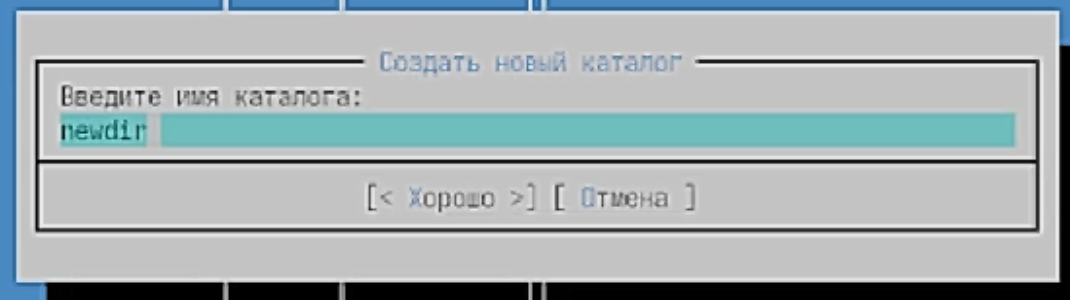 Создать новый каталог
Введите имя каталога:
newdir
[< Хорошо >] [ Отмена ]